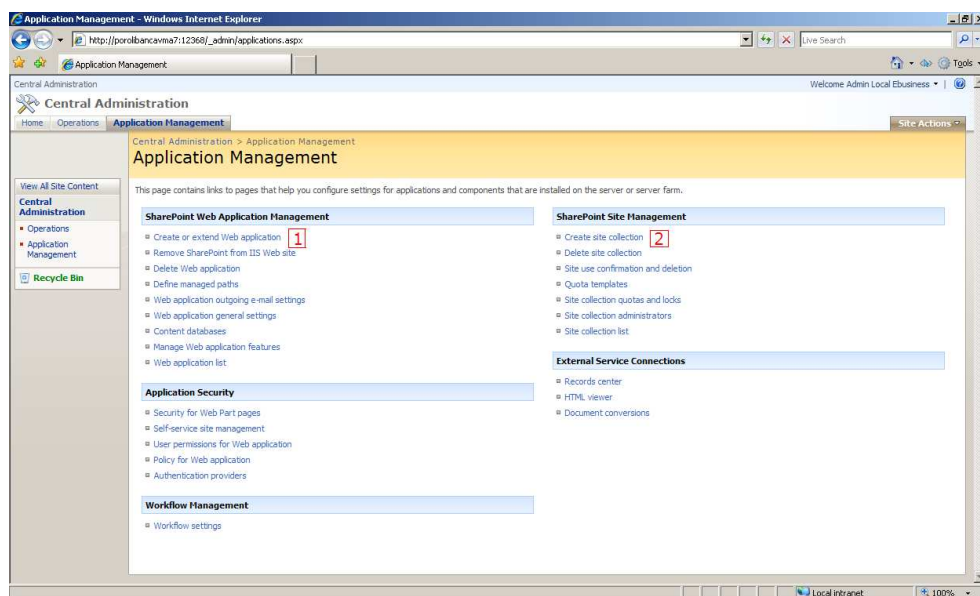 Application Management - Windows Internet Explorer
http://porolibancavma7:12368/_admin/applications.aspx
Live Search
Application Management
Tools
Central Administration
Welcome Admin Local Ebusiness
Central Administration
Home Operations Application Management
Site Actions
Central Administration > Application Management
Application Management
This page contains links to pages that help you configure settings for applications and components that are installed on the server or server farm.
View All Site Content
Central Administration
Operations
Application Management
Recycle Bin
SharePoint Web Application Management
Create or extend Web application 1
Remove SharePoint from IIS Web site
Delete Web application
Define managed paths
Web application outgoing e-mail settings
Web application general settings
Content databases
Manage Web application features
Web application list
Application Security
Security for Web Part pages
Self-service site management
User permissions for Web application
Policy for Web application
Authentication providers
Workflow Management
Workflow settings
SharePoint Site Management
Create site collection 2
Delete site collection
Site use confirmation and deletion
Quota templates
Site collection quotas and locks
Site collection administrators
Site collection list
External Service Connections
Records center
HTML viewer
Document conversions
Local intranet
100%